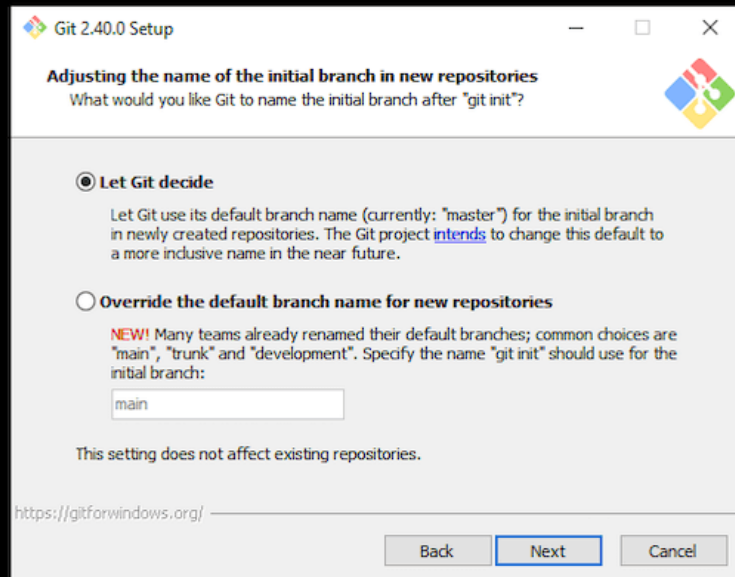 Git 2.40.0 Setup
Adjusting the name of the initial branch in new repositories
What would you like Git to name the initial branch after "git init"?
Let Git decide
Let Git use its default branch name (currently: "master") for the initial branch
in newly created repositories. The Git project intends to change this default to
a more inclusive name in the near future.
Override the default branch name for new repositories
NEW! Many teams already renamed their default branches; common choices are
"main", "trunk" and "development". Specify the name "git init" should use for the
initial branch:
main
This setting does not affect existing repositories.
https://gitforwindows.org/
Back Next Cancel